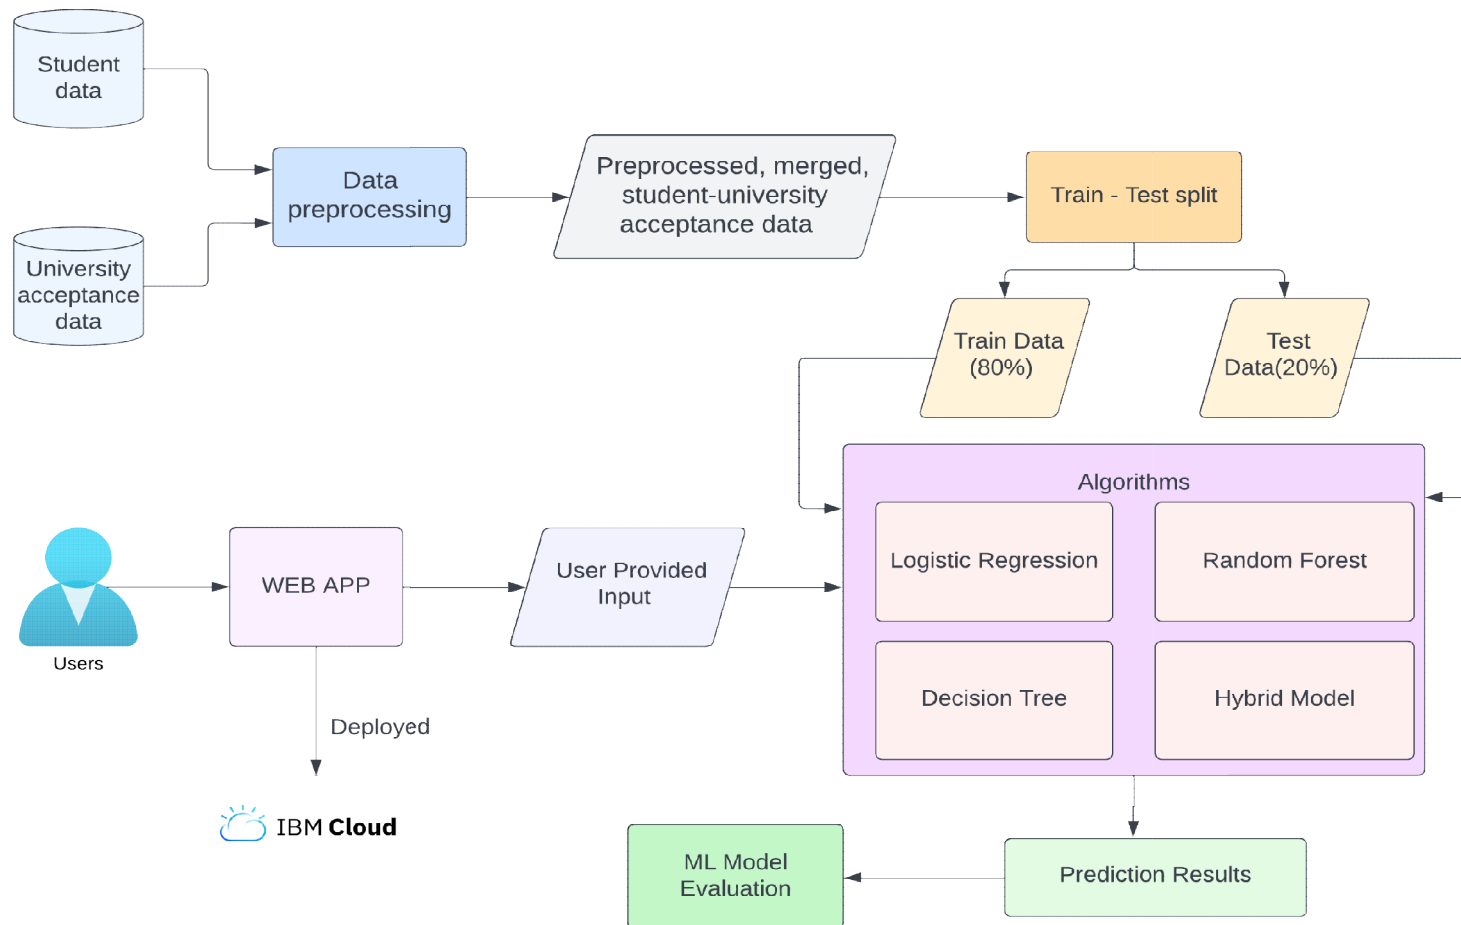 Student
data
Data
preprocessing
Preprocessed, merged,
student-university
acceptance data
Train - Test split
University
acceptance
data
Train Data
(80%)
Test
Data(20%)
Algorithms
Logistic Regression
Random Forest
Decision Tree
Hybrid Model
Users
WEB APP
User Provided
Input
Deployed
IBM Cloud
ML Model
Evaluation
Prediction Results